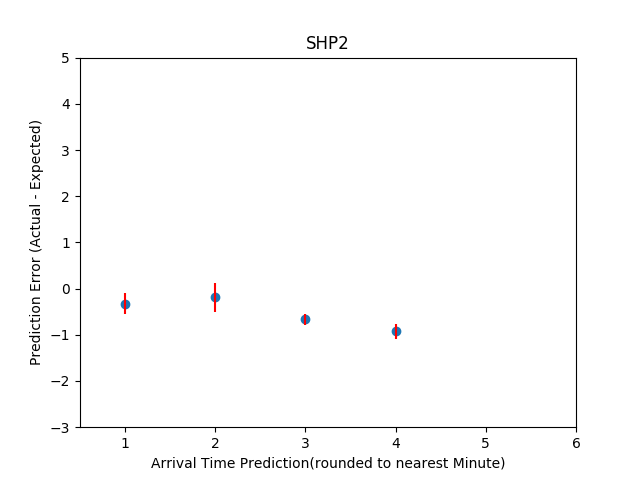 SHP2
5
4
3
2
1
0
−1
−2
−3
Prediction Error (Actual - Expected)
1 2 3 4 5 6
Arrival Time Prediction(rounded to nearest Minute)